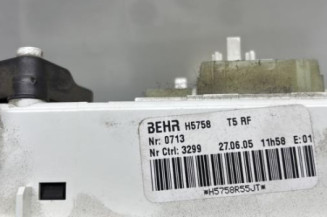 BEHR H5758 T5 RF
Nr: 0713
Nr Ctrl: 3299 27.06.05 11h58 E:01
*H5758R55JT*